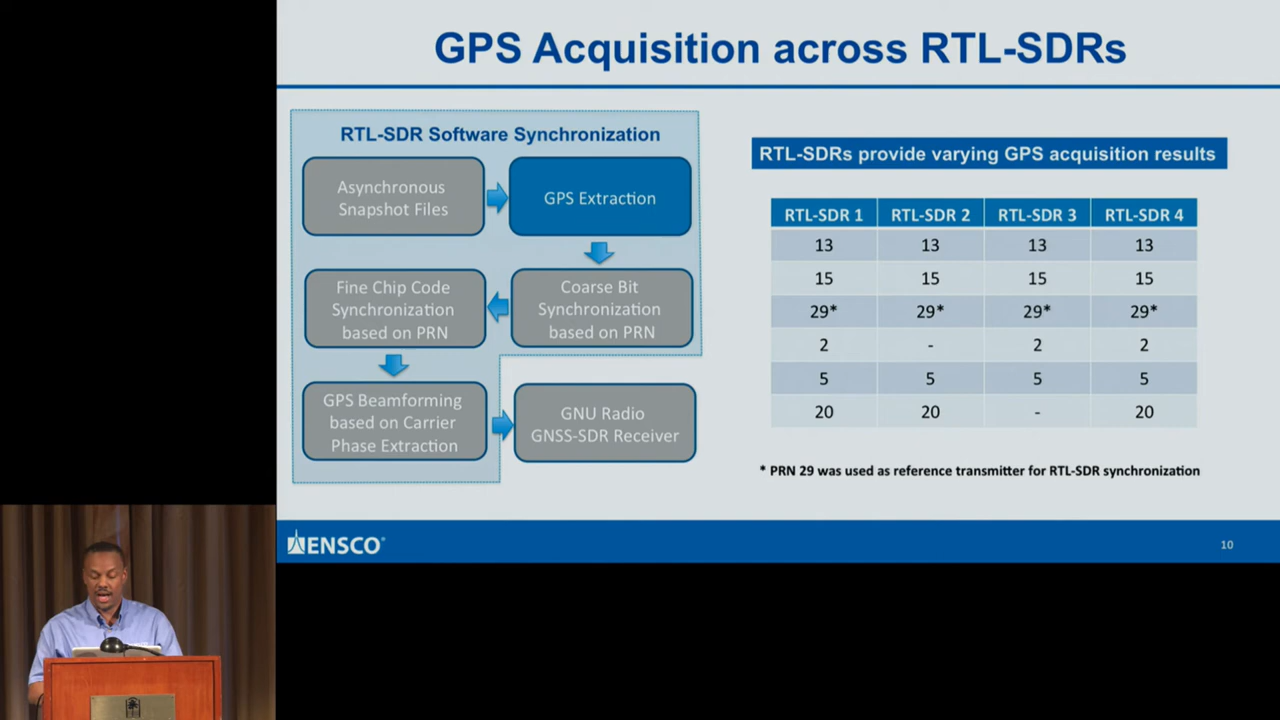 GPS Acquisition across RTL-SDRs
RTL-SDR Software Synchronization
Asynchronous
Snapshot Files
GPS Extraction
Fine Chip Code
Synchronization
based on PRN
Coarse Bit
Synchronization
based on PRN
GPS Beamforming
based on Carrier
Phase Extraction
GNU Radio
GNSS-SDR Receiver
RTL-SDRs provide varying GPS acquisition results
RTL-SDR 1 RTL-SDR 2 RTL-SDR 3 RTL-SDR 4
13 13 13 13
15 15 15 15
29* 29* 29* 29*
2 - 2 2
5 5 5 5
20 20 - 20
* PRN 29 was used as reference transmitter for RTL-SDR synchronization
ENSCO®
10